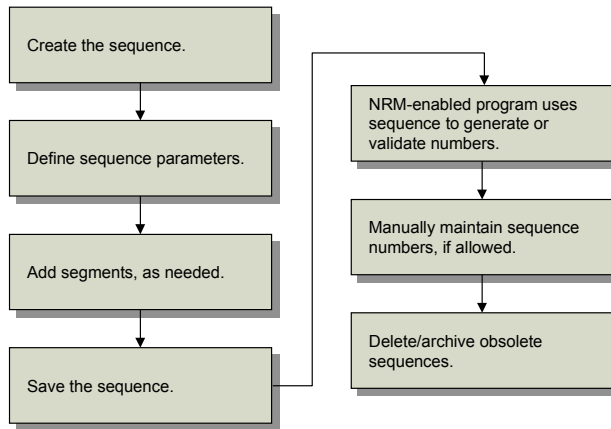 Create the sequence.
Define sequence parameters.
Add segments, as needed.
Save the sequence.
NRM-enabled program uses
sequence to generate or
validate numbers.
Manually maintain sequence
numbers, if allowed.
Delete/archive obsolete
sequences.